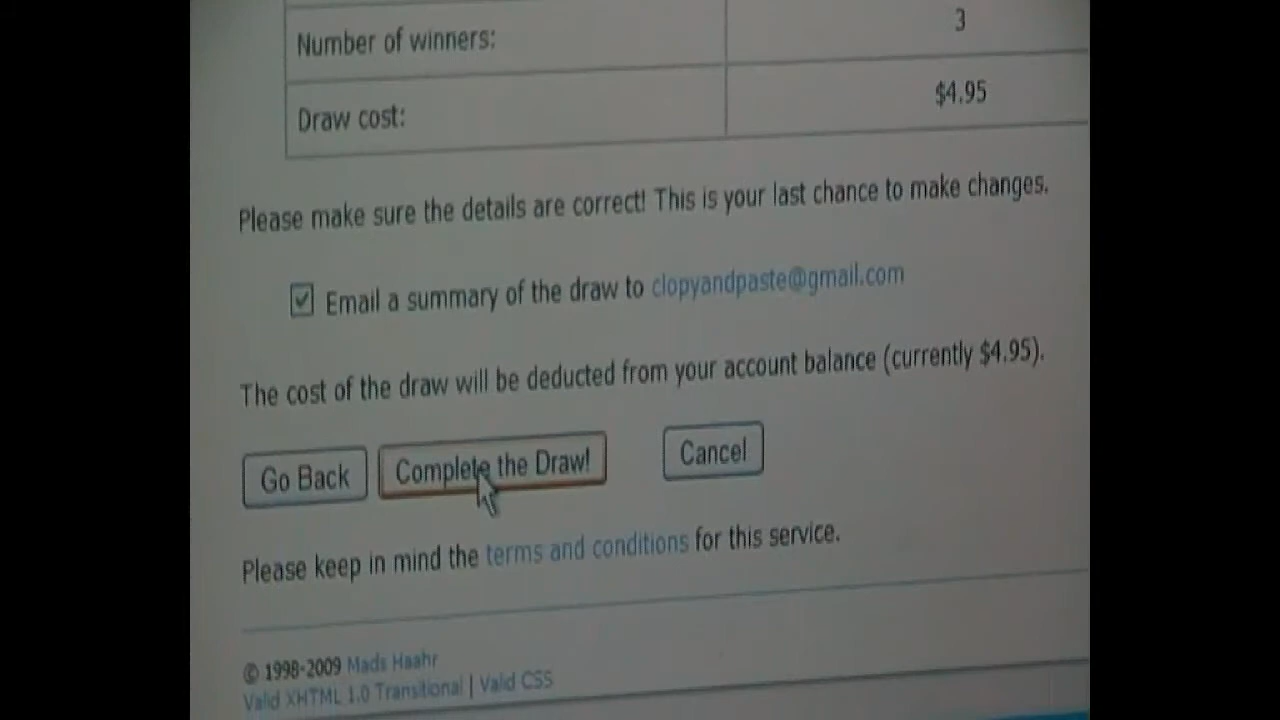 Number of winners: 3
Draw cost: $4.95
Please make sure the details are correct! This is your last chance to make changes.
Email a summary of the draw to clopyandpaste@gmail.com
The cost of the draw will be deducted from your account balance (currently $4.95).
Go Back Complete the Draw! Cancel
Please keep in mind the terms and conditions for this service.
© 1998-2009 Mads Haahr
Valid XHTML 1.0 Transitional | Valid CSS